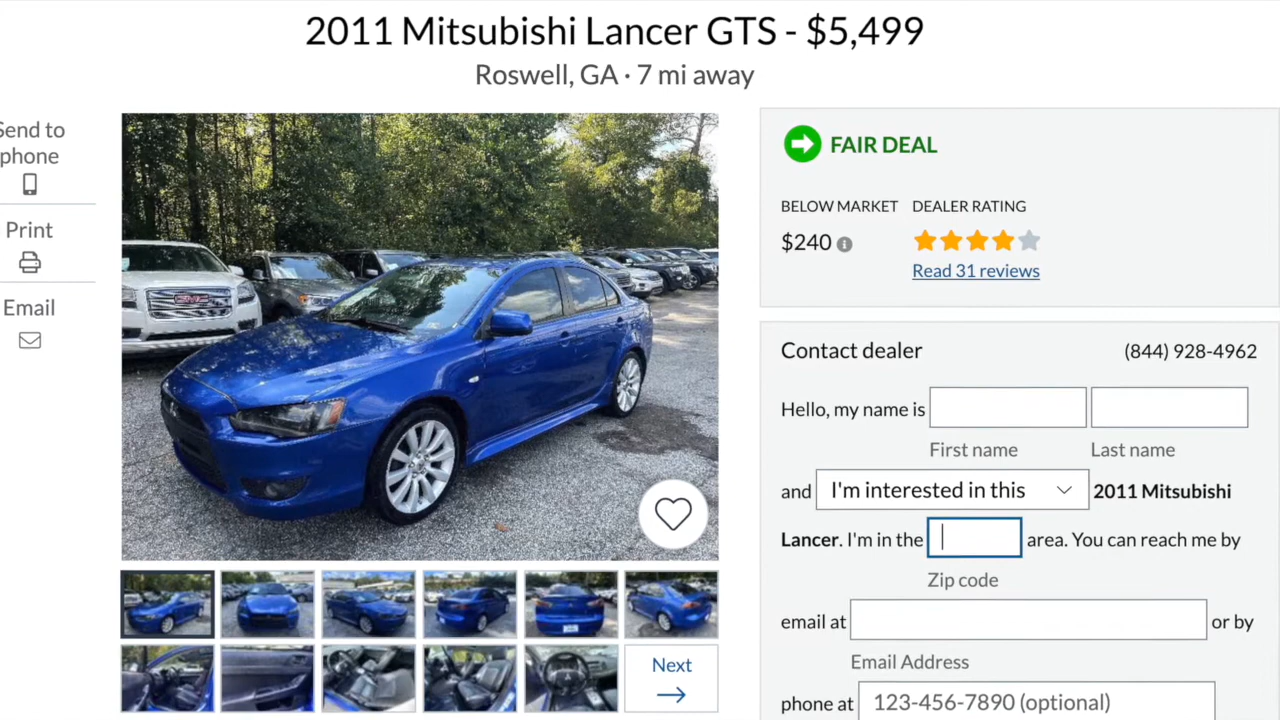 2011 Mitsubishi Lancer GTS - $5,499
Roswell, GA · 7 mi away
Send to
phone
Print
Email
GMC
Next
FAIR DEAL
BELOW MARKET
DEALER RATING
$240
Read 31 reviews
Contact dealer
(844) 928-4962
Hello, my name is
First name
Last name
and I'm interested in this 2011 Mitsubishi
Lancer. I'm in the area. You can reach me by
Zip code
email at or by
Email Address
phone at 123-456-7890 (optional)